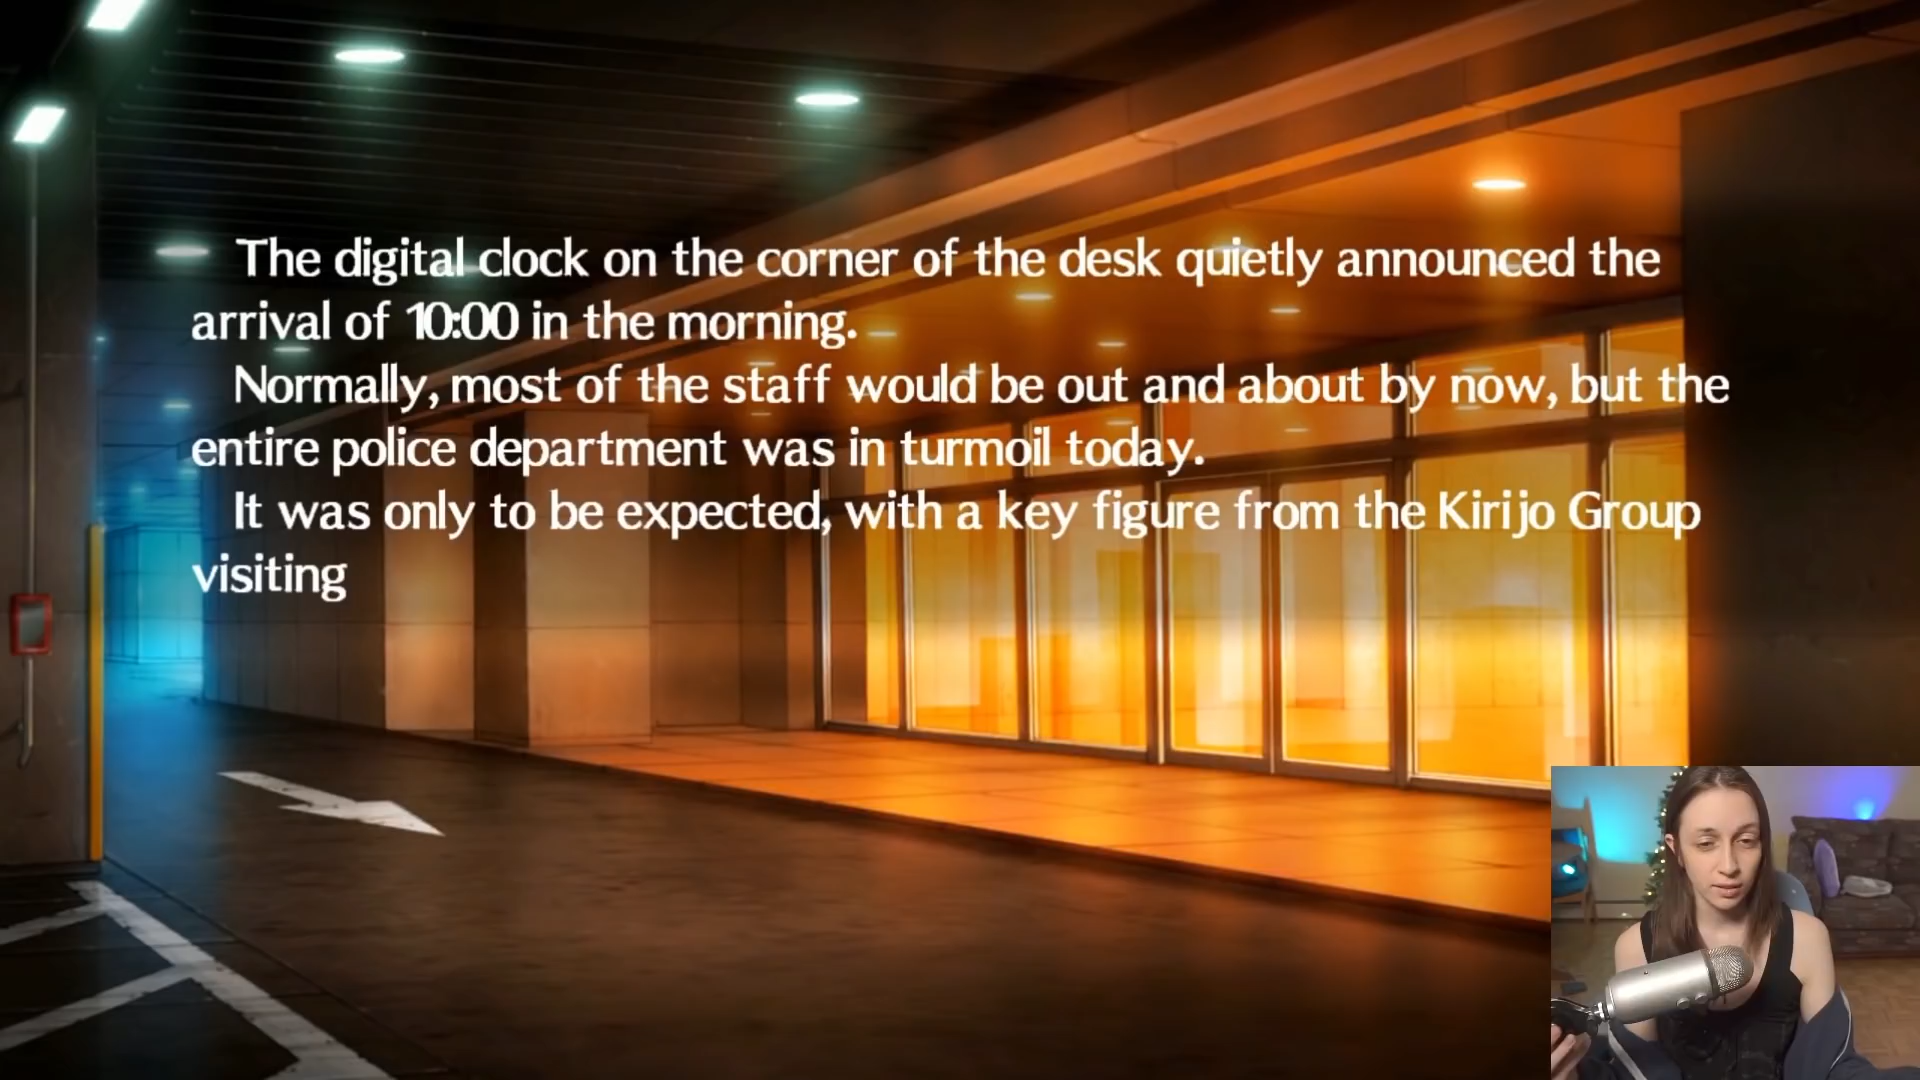 The digital clock on the corner of the desk quietly announced the
arrival of 10:00 in the morning.
Normally, most of the staff would be out and about by now, but the
entire police department was in turmoil today.
It was only to be expected, with a key figure from the Kirijo Group
visiting